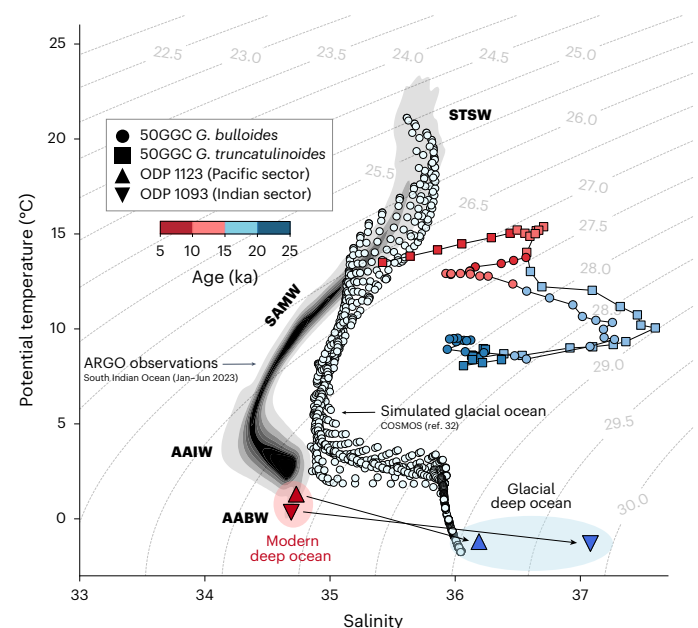 25
20
15
10
5
0
Potential temperature (°C)
33
34
35
36
37
Salinity
22.5
23.0
23.5
24.0
24.5
25.0
25.5
26.0
26.5
27.0
27.5
28.0
28.5
29.0
29.5
30.0
STSW
50GGC G. bulloides
50GGC G. truncatulinoides
ODP 1123 (Pacific sector)
ODP 1093 (Indian sector)
5 10 15 20 25
Age (ka)
SAMW
ARGO observations
South Indian Ocean (Jan–Jun 2023)
Simulated glacial ocean
COSMOS (ref. 32)
AAIW
AABW
Modern
deep ocean
Glacial
deep ocean